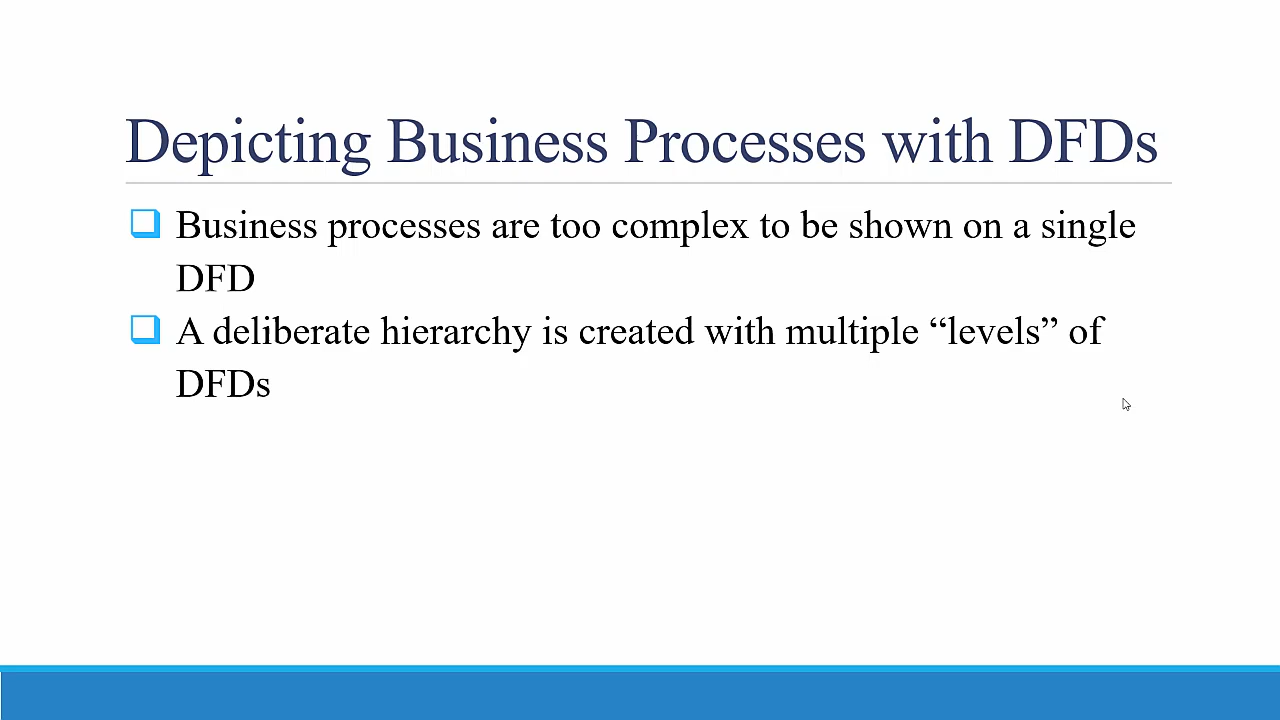 Depicting Business Processes with DFDs
Business processes are too complex to be shown on a single
DFD
A deliberate hierarchy is created with multiple “levels” of
DFDs